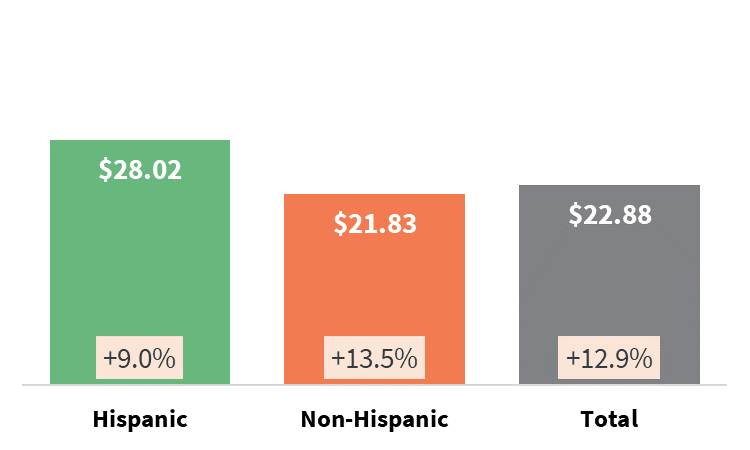 $28.02
$21.83
$22.88
+9.0%
+13.5%
+12.9%
Hispanic
Non-Hispanic
Total